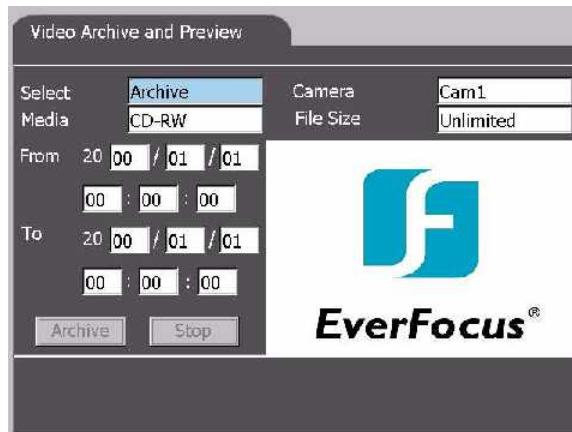 Video Archive and Preview
Select Archive Camera Cam1
Media CD-RW File Size Unlimited
From 20 00 / 01 / 01
00 : 00 : 00
To 20 00 / 01 / 01
00 : 00 : 00
Archive Stop
EverFocus®